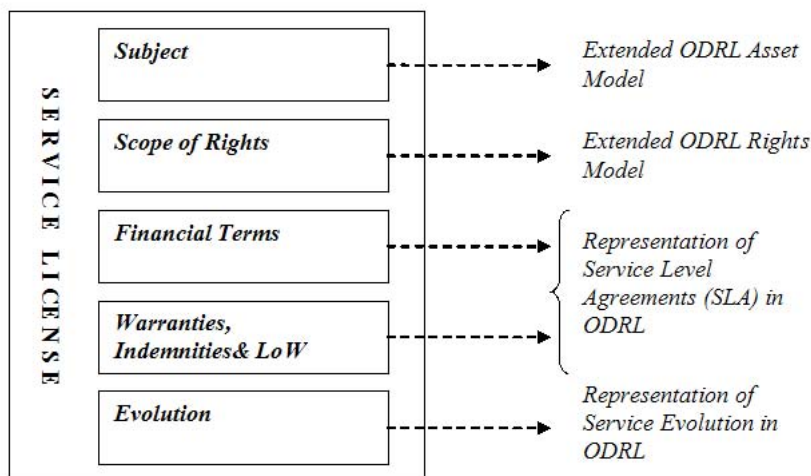 SERVICE LICENSE
Subject
Extended ODRL Asset
Model
Scope of Rights
Extended ODRL Rights
Model
Financial Terms
Warranties,
Indemnities& LoW
Representation of
Service Level
Agreements (SLA) in
ODRL
Evolution
Representation of
Service Evolution in
ODRL